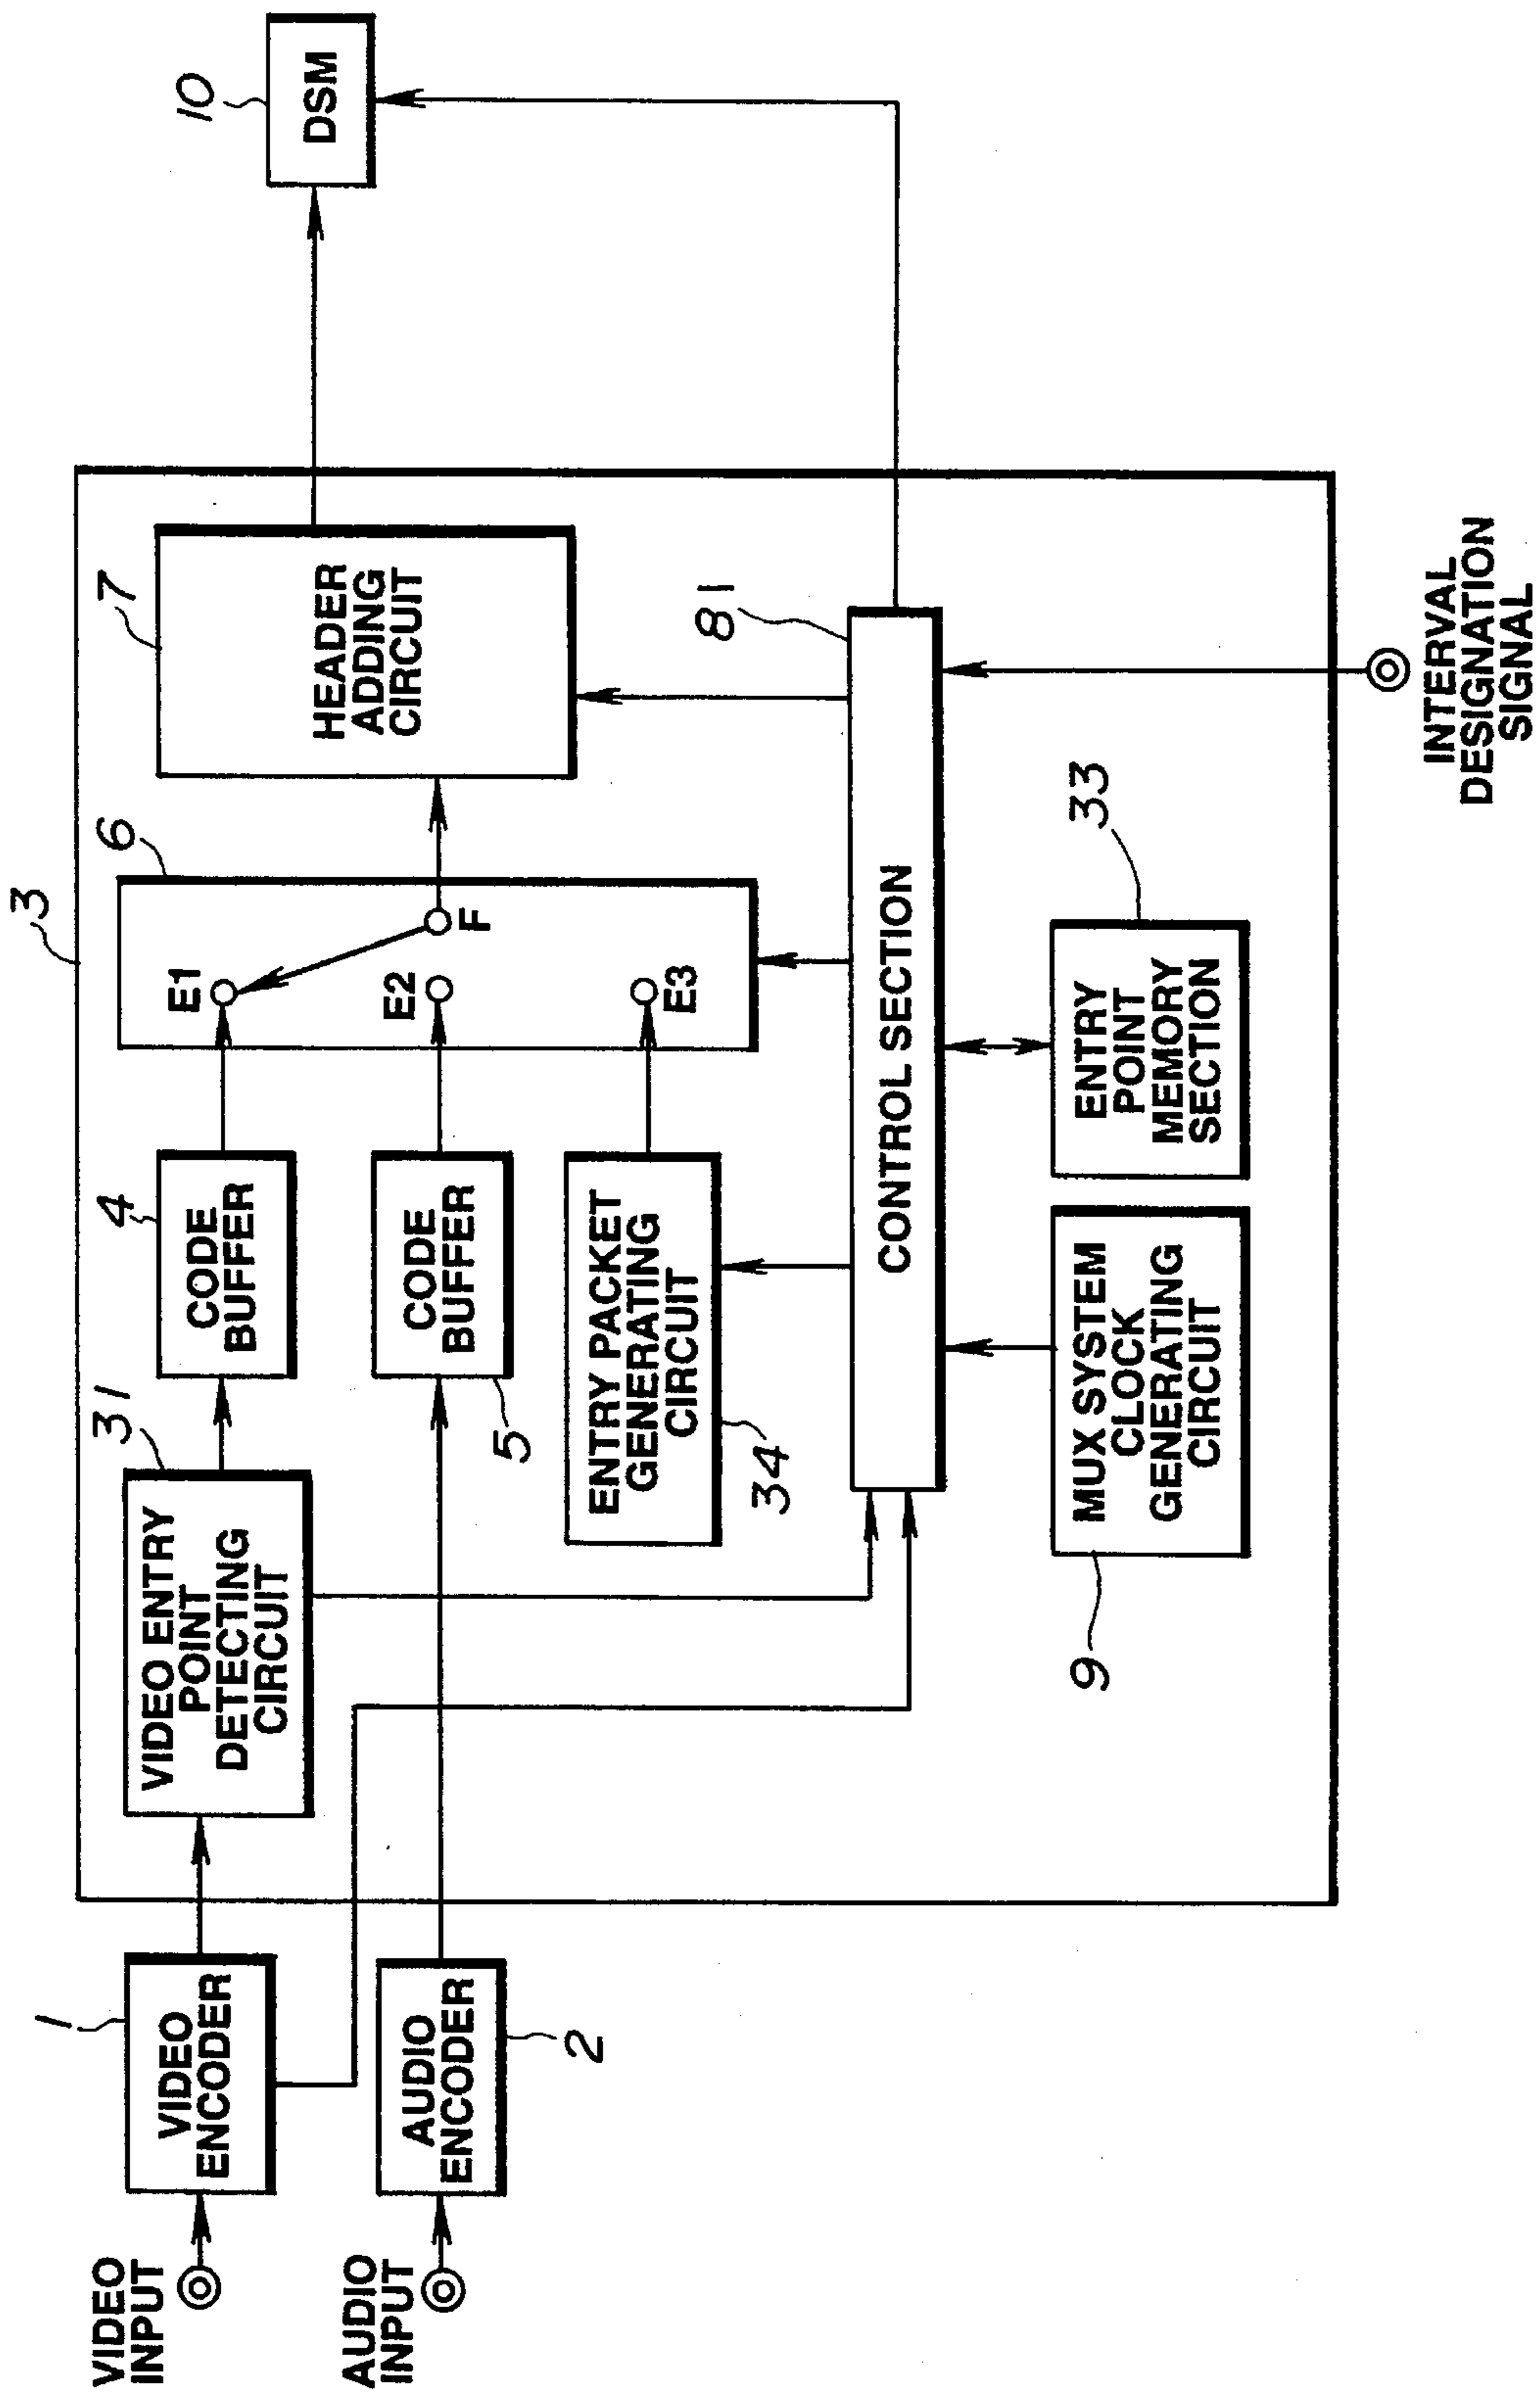 3
VIDEO
INPUT
1
VIDEO
ENCODER
31
VIDEO ENTRY
POINT
DETECTING
CIRCUIT
4
CODE
BUFFER
6
E1
E2
E3
F
7
HEADER
ADDING
CIRCUIT
10
DSM
AUDIO
INPUT
AUDIO
ENCODER
2
CODE
BUFFER
5
ENTRY PACKET
GENERATING
CIRCUIT
34
81
CONTROL SECTION
9
MUX SYSTEM
CLOCK
GENERATING
CIRCUIT
33
ENTRY
POINT
MEMORY
SECTION
INTERVAL
DESIGNATION
SIGNAL